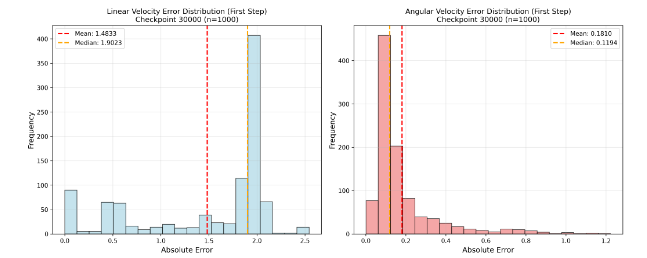 Linear Velocity Error Distribution (First Step)
Checkpoint 30000 (n=1000)
Mean: 1.4833
Median: 1.9023
Frequency
400
350
300
250
200
150
100
50
0
0.0 0.5 1.0 1.5 2.0 2.5
Absolute Error
Angular Velocity Error Distribution (First Step)
Checkpoint 30000 (n=1000)
Mean: 0.1810
Median: 0.1194
Frequency
400
300
200
100
0
0.0 0.2 0.4 0.6 0.8 1.0 1.2
Absolute Error